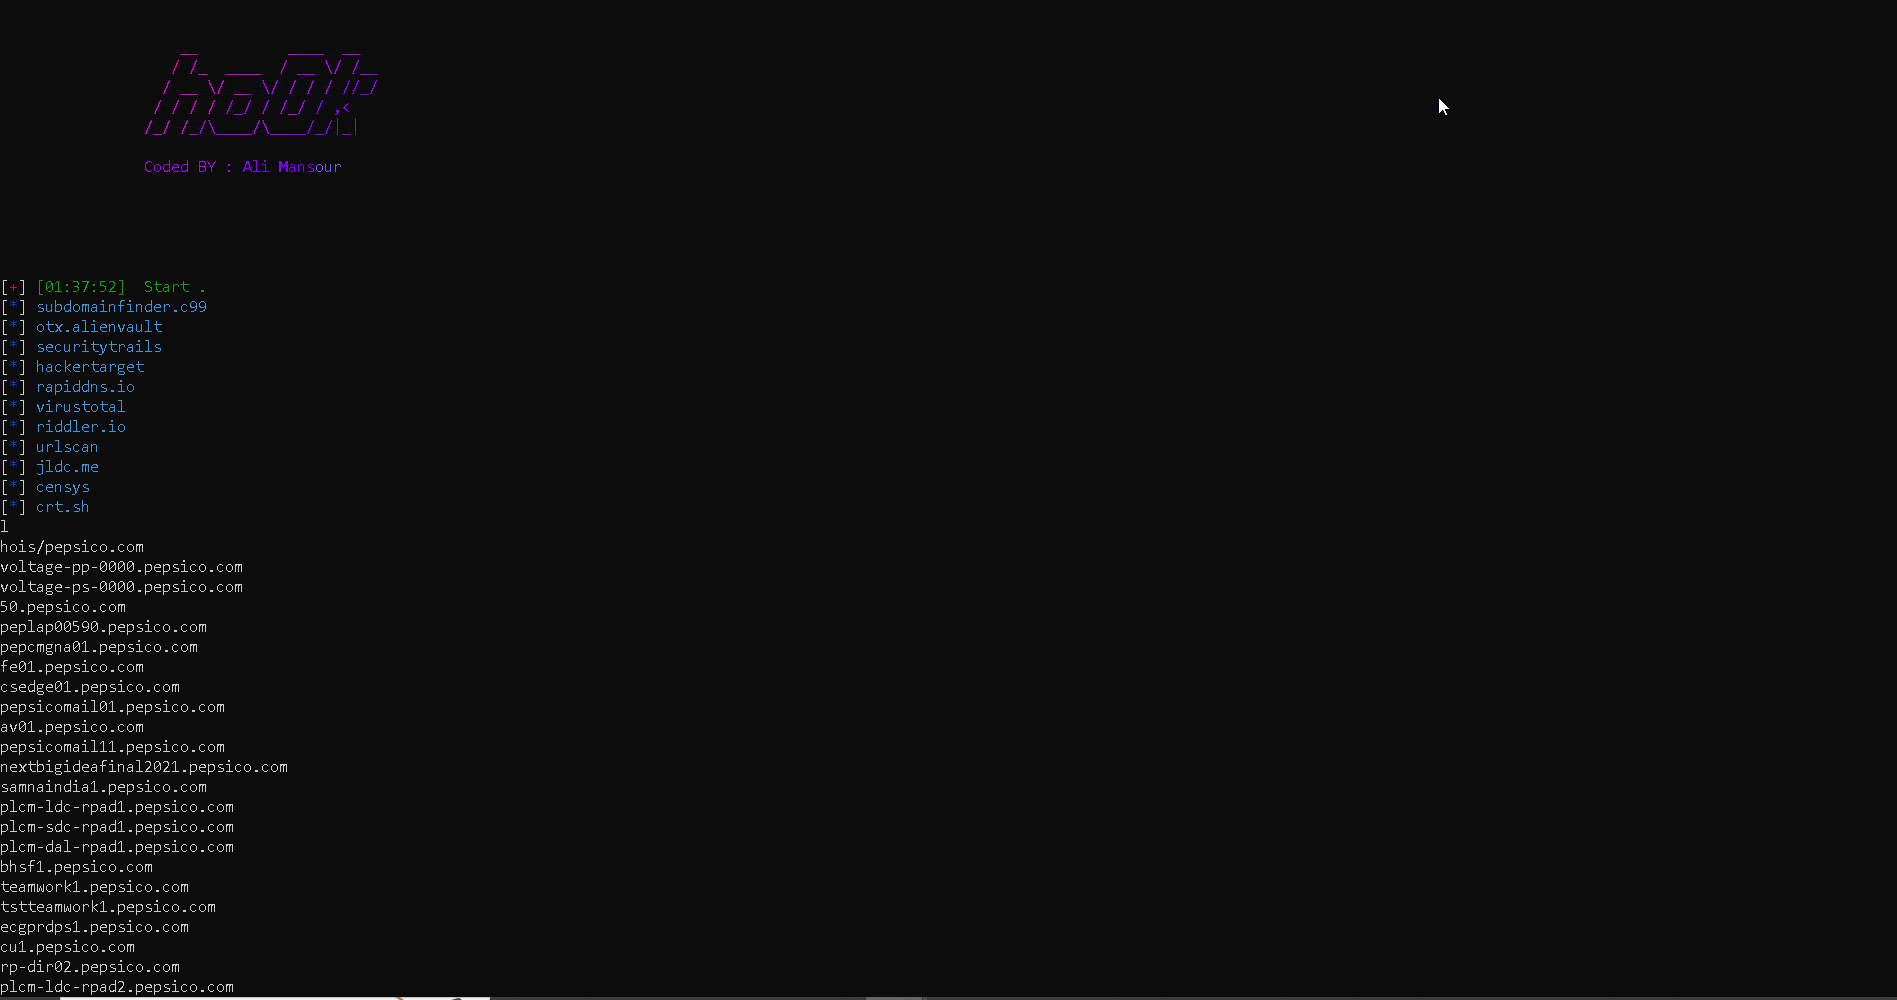 ho0k
Coded BY : Ali Mansour
[+] [01:37:52]  Start .
[*] subdomainfinder.c99
[*] otx.alienvault
[*] securitytrails
[*] hackertarget
[*] rapiddns.io
[*] virustotal
[*] riddler.io
[*] urlscan
[*] jldc.me
[*] censys
[*] crt.sh
l
hois/pepsico.com
voltage-pp-0000.pepsico.com
voltage-ps-0000.pepsico.com
50.pepsico.com
peplap00590.pepsico.com
pepcmgna01.pepsico.com
fe01.pepsico.com
csedge01.pepsico.com
pepsicomail01.pepsico.com
av01.pepsico.com
pepsicomail11.pepsico.com
nextbigideafinal2021.pepsico.com
samnaindia1.pepsico.com
plcm-ldc-rpad1.pepsico.com
plcm-sdc-rpad1.pepsico.com
plcm-dal-rpad1.pepsico.com
bhsf1.pepsico.com
teamwork1.pepsico.com
tstteamwork1.pepsico.com
ecgprdps1.pepsico.com
cu1.pepsico.com
rp-dir02.pepsico.com
plcm-ldc-rpad2.pepsico.com